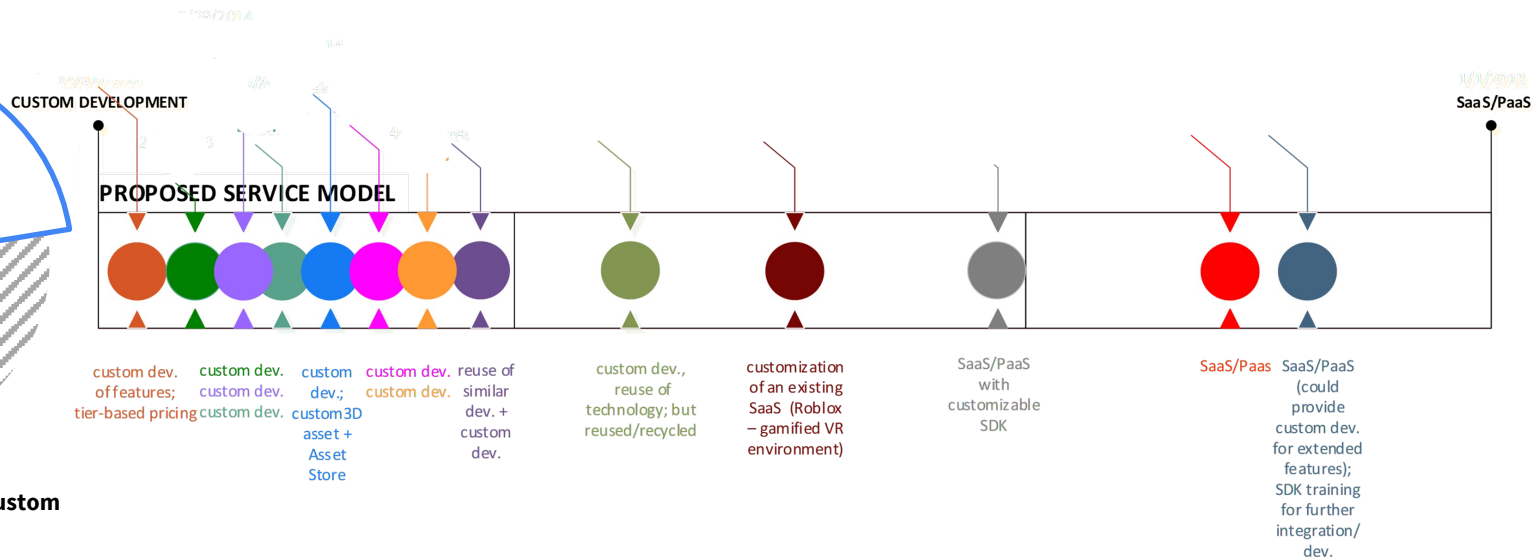 CUSTOM DEVELOPMENT
SaaS/PaaS
PROPOSED SERVICE MODEL
custom dev.
of features;
tier-based pricing
custom dev.
custom dev.
custom dev.
custom
dev.;
custom3D
asset +
Asset
Store
custom dev.
custom dev.
reuse of
similar
dev. +
custom
dev.
custom dev.,
reuse of
technology; but
reused/recycled
customization
of an existing
SaaS (Roblox
– gamified VR
environment)
SaaS/PaaS
with
customizable
SDK
SaaS/Paas
SaaS/PaaS
(could
provide
custom dev.
for extended
features);
SDK training
for further
integration/
dev.
ustom